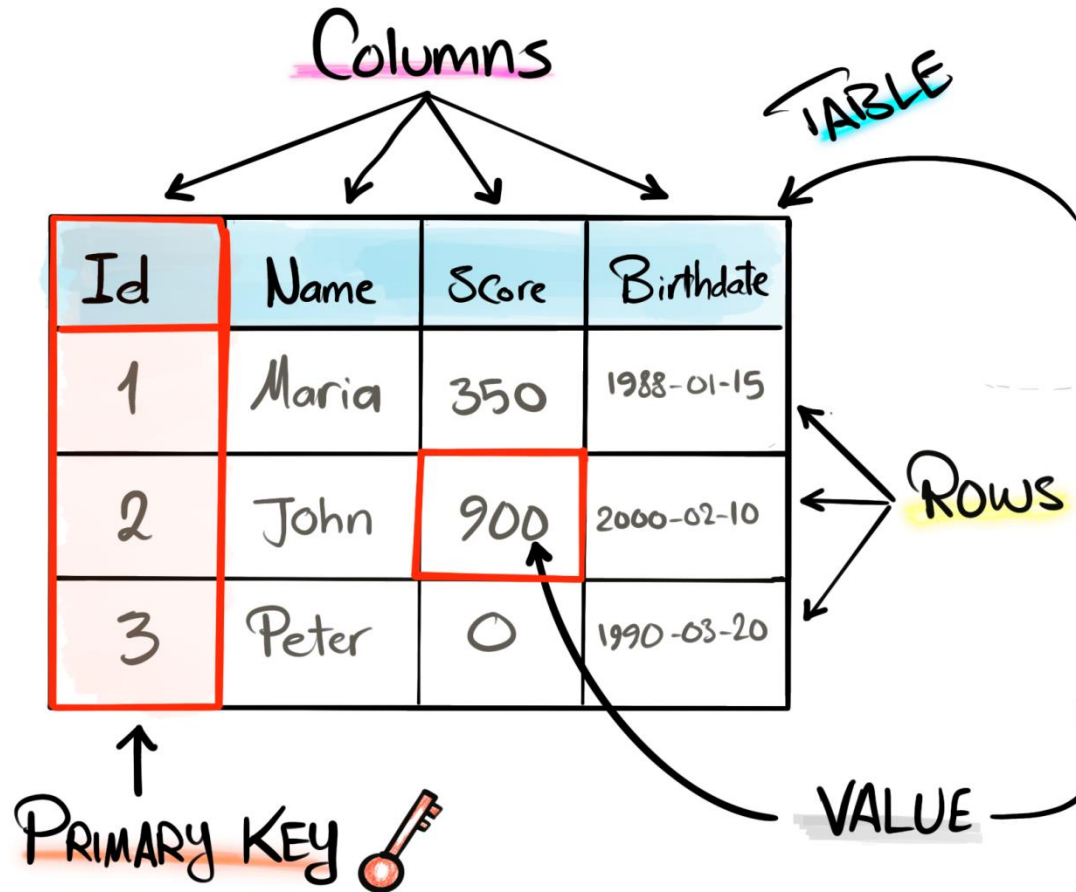 Columns
TABLE
Id Name Score Birthdate
1 Maria 350 1988-01-15
2 John 900 2000-02-10
3 Peter 0 1990-03-20
ROWS
VALUE
PRIMARY KEY